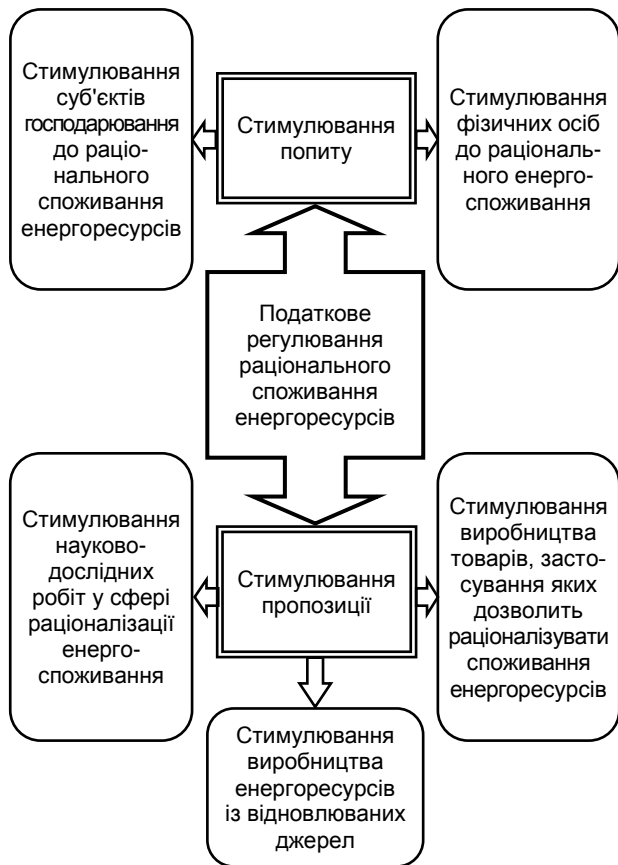 Стимулювання
суб'єктів
господарювання
до раціо-
нального
споживання
енергоресурсів
Стимулювання
попиту
Стимулювання
фізичних осіб
до раціональ-
ного енерго-
споживання
Податкове
регулювання
раціонального
споживання
енергоресурсів
Стимулювання
науково-
дослідних
робіт у сфері
раціоналізації
енерго-
споживання
Стимулювання
пропозиції
Стимулювання
виробництва
товарів, засто-
сування яких
дозволить
раціоналізувати
споживання
енергоресурсів
Стимулювання
виробництва
енергоресурсів
із відновлюваних
джерел